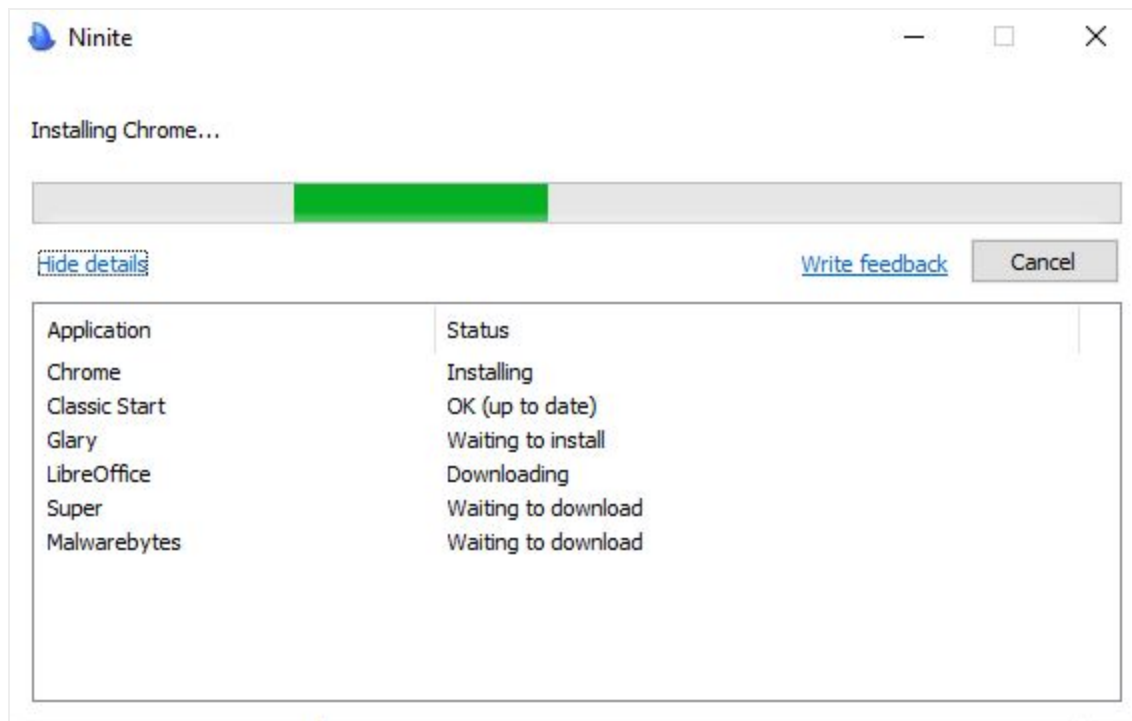 Ninite
Installing Chrome...
Hide details Write feedback Cancel
Application Status
Chrome Installing
Classic Start OK (up to date)
Glary Waiting to install
LibreOffice Downloading
Super Waiting to download
Malwarebytes Waiting to download